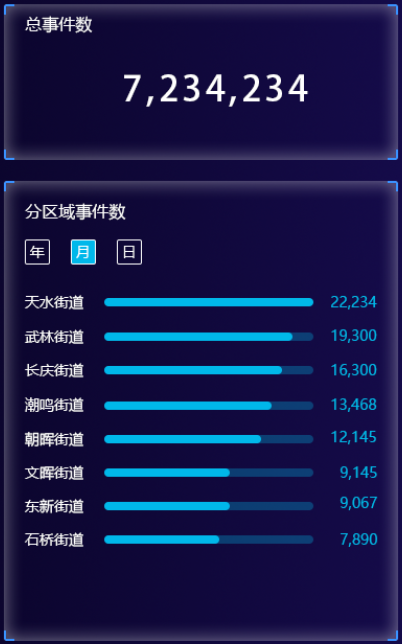 总事件数
7,234,234
分区域事件数
年 月 日
天水街道 22,234
武林街道 19,300
长庆街道 16,300
潮鸣街道 13,468
朝晖街道 12,145
文晖街道 9,145
东新街道 9,067
石桥街道 7,890